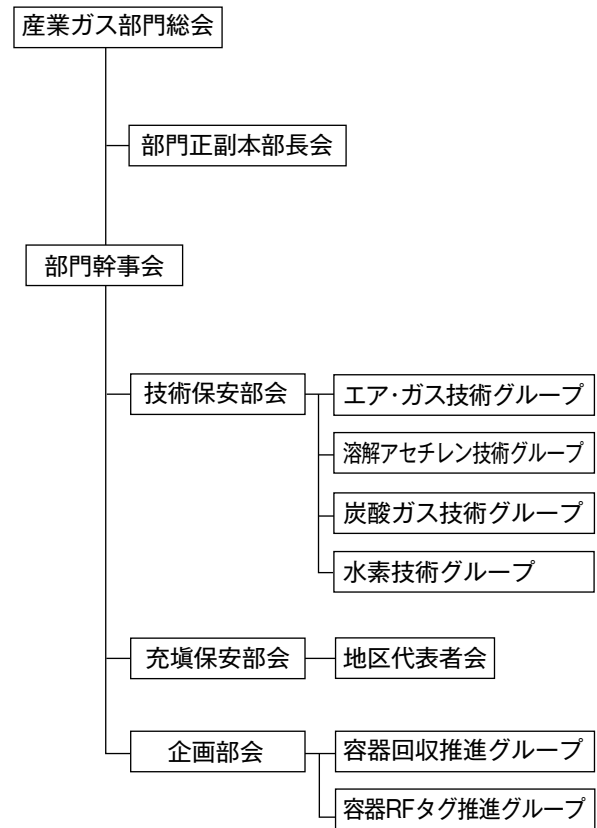 産業ガス部門総会
部門正副本部長会
部門幹事会
技術保安部会
エア・ガス技術グループ
溶解アセチレン技術グループ
炭酸ガス技術グループ
水素技術グループ
充塡保安部会
地区代表者会
企画部会
容器回収推進グループ
容器RFタグ推進グループ